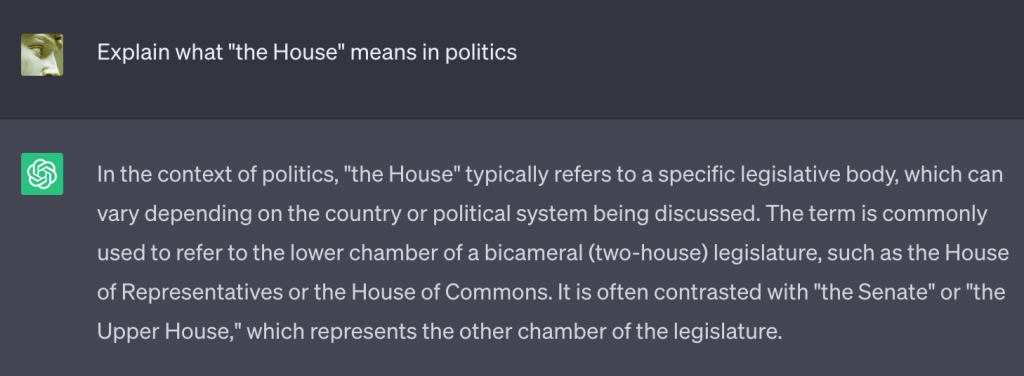 Explain what "the House" means in politics
In the context of politics, "the House" typically refers to a specific legislative body, which can
vary depending on the country or political system being discussed. The term is commonly
used to refer to the lower chamber of a bicameral (two-house) legislature, such as the House
of Representatives or the House of Commons. It is often contrasted with "the Senate" or "the
Upper House," which represents the other chamber of the legislature.